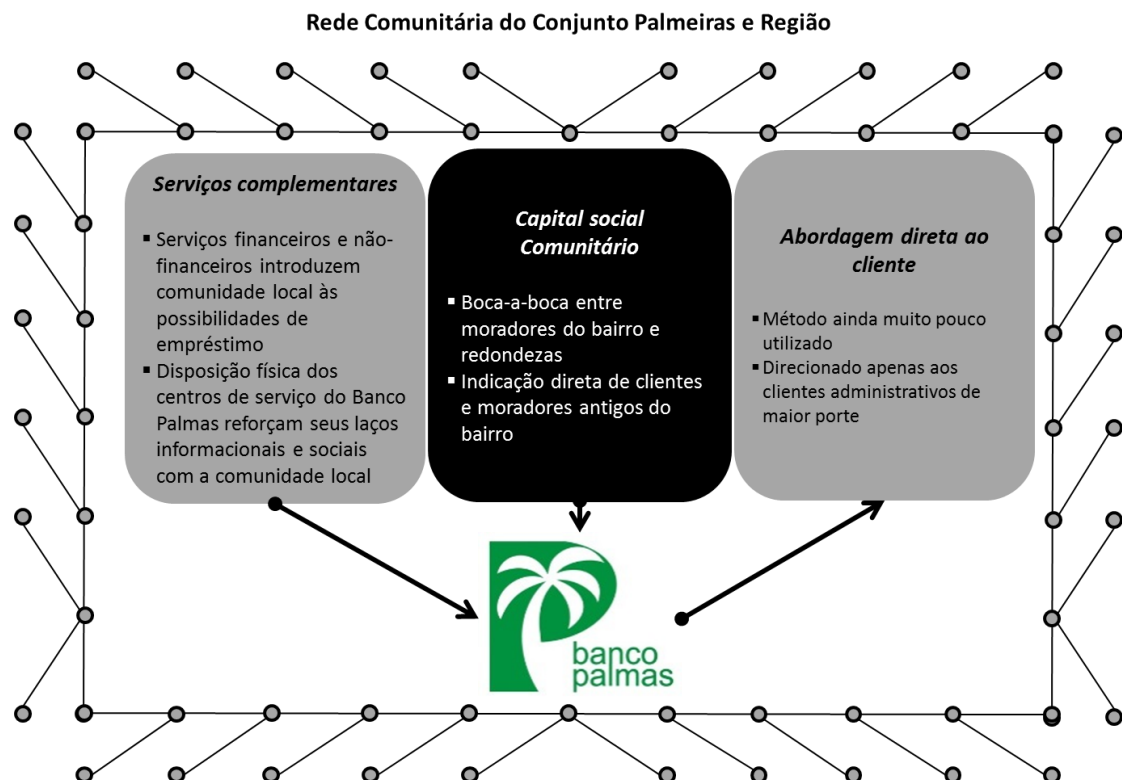 Rede Comunitária do Conjunto Palmeiras e Região
Serviços complementares
▪ Serviços financeiros e não-
financeiros introduzem
comunidade local às
possibilidades de
empréstimo
▪ Disposição física dos
centros de serviço do Banco
Palmas reforçam seus laços
informacionais e sociais
com a comunidade local
Capital social
Comunitário
▪ Boca-a-boca entre
moradores do bairro e
redondezas
▪ Indicação direta de clientes
e moradores antigos do
bairro
Abordagem direta ao
cliente
▪ Método ainda muito pouco
utilizado
▪ Direcionado apenas aos
clientes administrativos de
maior porte
banco
palmas